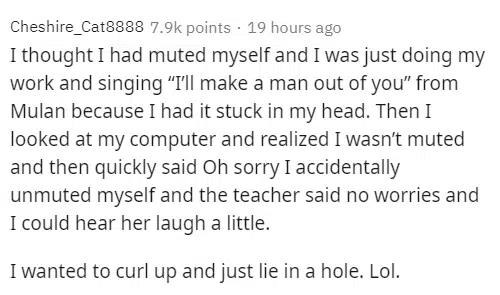 Cheshire_Cat8888 7.9k points · 19 hours ago
I thought I had muted myself and I was just doing my
work and singing “I’ll make a man out of you” from
Mulan because I had it stuck in my head. Then I
looked at my computer and realized I wasn’t muted
and then quickly said Oh sorry I accidentally
unmuted myself and the teacher said no worries and
I could hear her laugh a little.
I wanted to curl up and just lie in a hole. Lol.